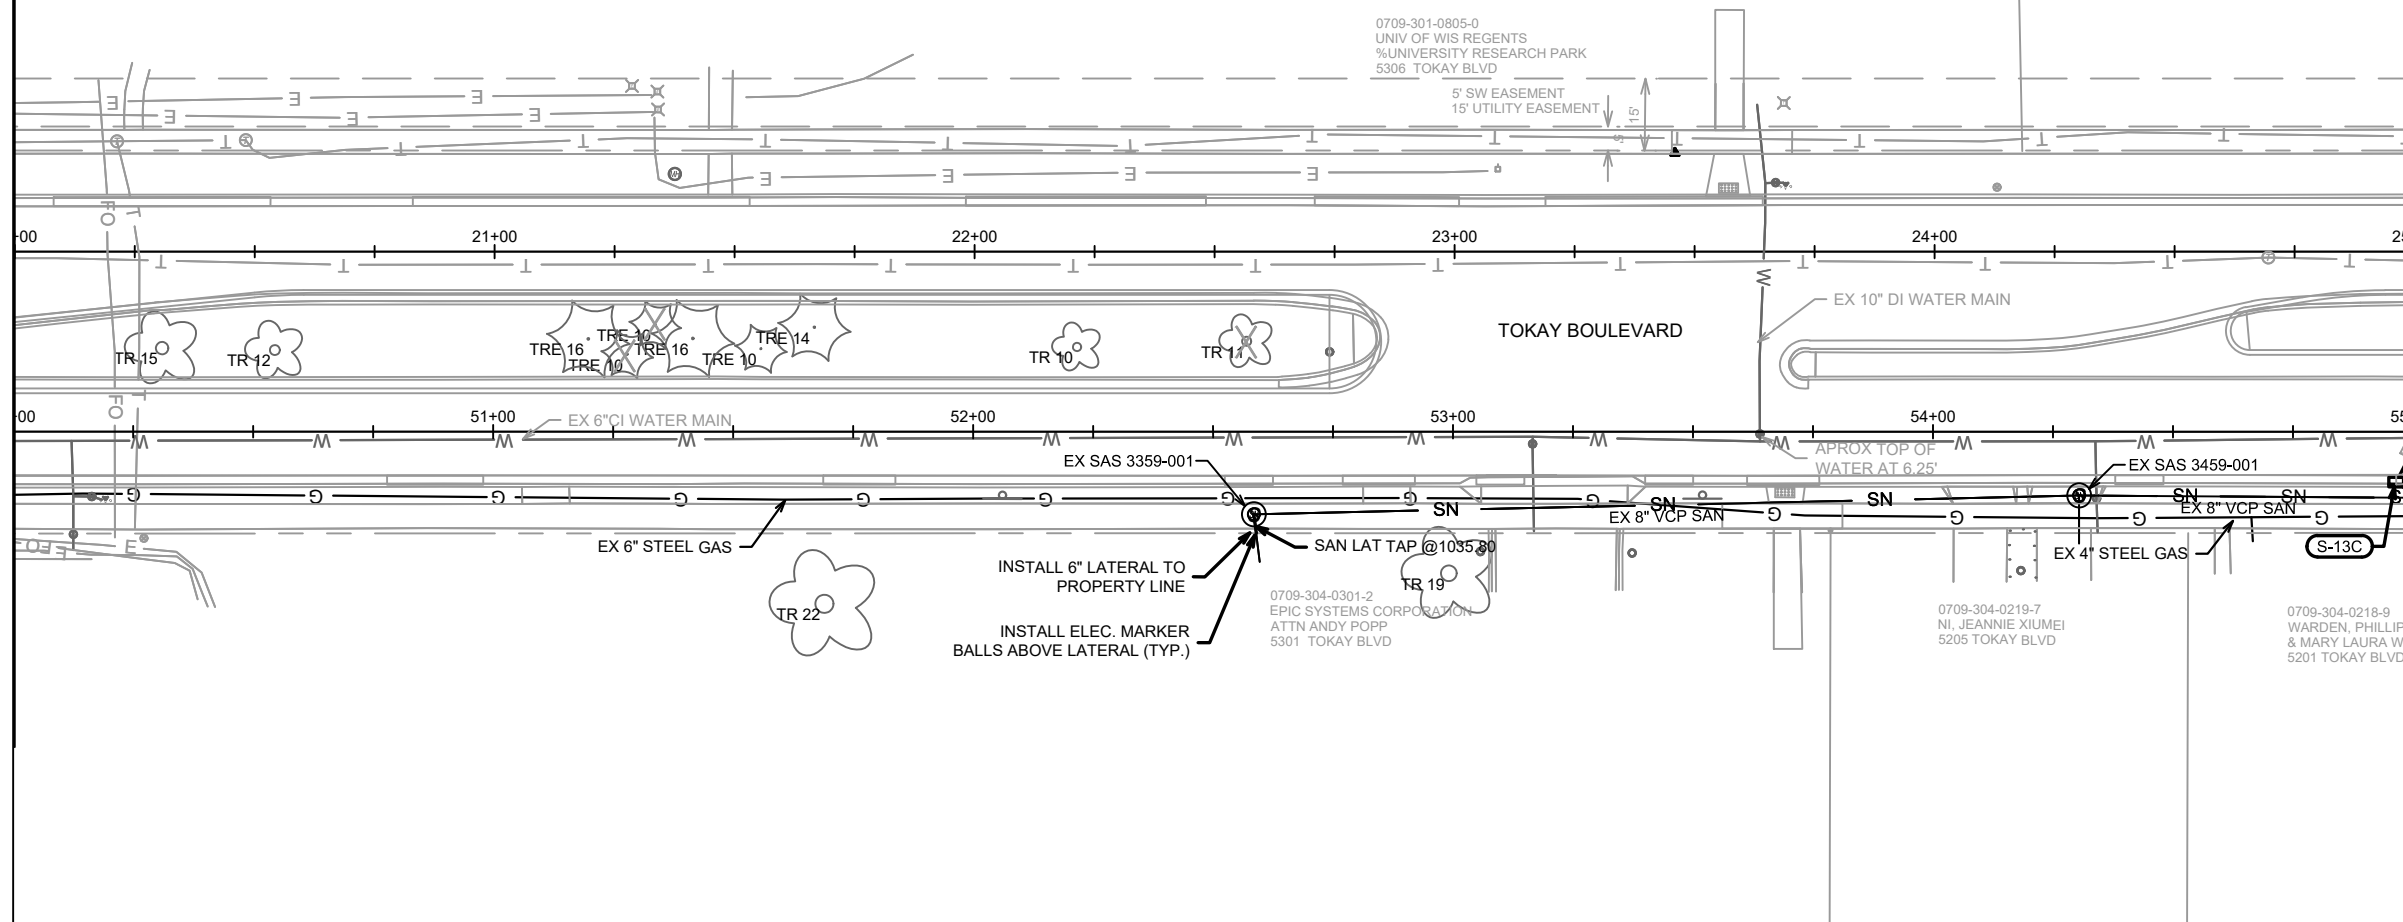 0709-301-0805-0
UNIV OF WIS REGENTS
%UNIVERSITY RESEARCH PARK
5306 TOKAY BLVD
5' SW EASEMENT
15' UTILITY EASEMENT
5'
15'
E E E
E E E
T T T T T T T T T T T T
E E E E
FO T
+00 21+00 22+00 23+00 24+00 25
T T T T T T T T T T T T T
W
EX 10" DI WATER MAIN
TOKAY BOULEVARD
TR 15
TR 12
TRE 16
TRE 10
TRE 10
TRE 16
TRE 10
TRE 14
TR 10
TR 11
FO T
+00 51+00 52+00 53+00 54+00 55
EX 6"CI WATER MAIN
W W W W W W W W W W W W W
APROX TOP OF
WATER AT 6.25'
EX SAS 3359-001
EX SAS 3459-001
G G G G G G G G G G G G G
SN SN SN SN SN S
EX 8" VCP SAN
EX 8" VCP SAN
EX 6" STEEL GAS
SAN LAT TAP @1035.80
EX 4" STEEL GAS
S-13C
FO E E
INSTALL 6" LATERAL TO
PROPERTY LINE
INSTALL ELEC. MARKER
BALLS ABOVE LATERAL (TYP.)
TR 22
TR 19
0709-304-0301-2
EPIC SYSTEMS CORPORATION
ATTN ANDY POPP
5301 TOKAY BLVD
0709-304-0219-7
NI, JEANNIE XIUMEI
5205 TOKAY BLVD
0709-304-0218-9
WARDEN, PHILLIP
& MARY LAURA W
5201 TOKAY BLVD